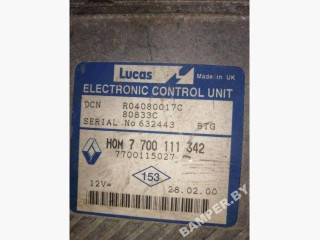 Lucas
Made in UK
ELECTRONIC CONTROL UNIT
DCN R04080017C
80833C
SERIAL No 632443 BTG
HOM 7 700 111 342
7700115027
153
12V= 28.02.00
BAMPER.BY